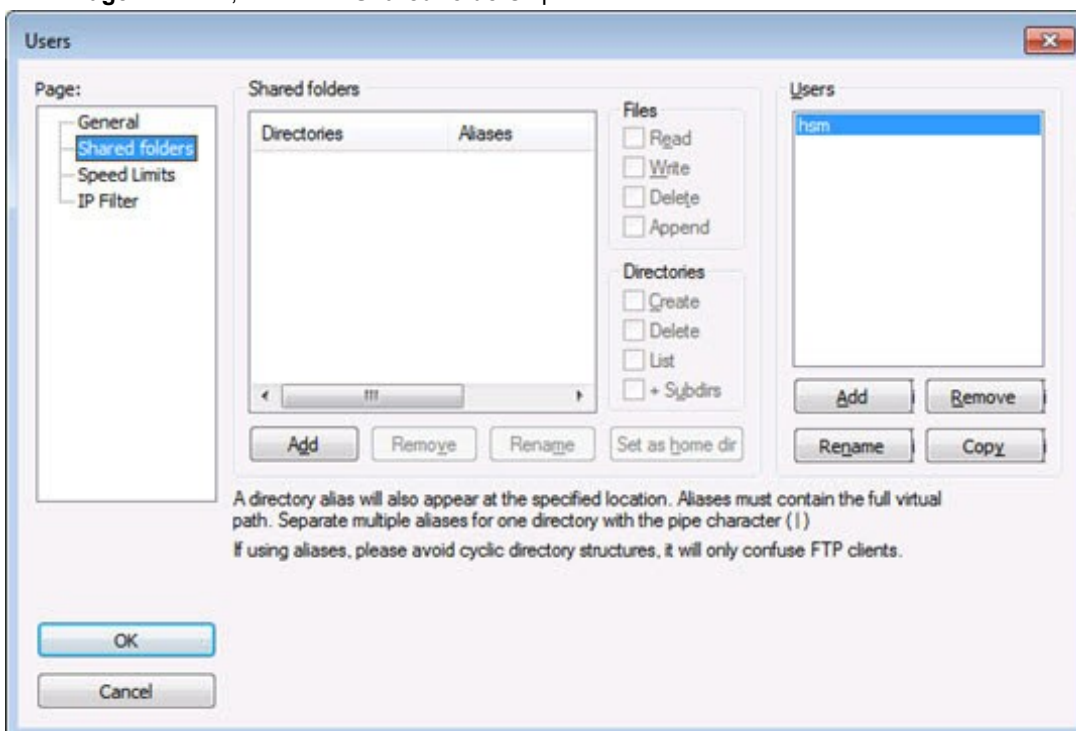 Users
Page:
General
Shared folders
Speed Limits
IP Filter
Shared folders
Directories Aliases
Files
Read
Write
Delete
Append
Directories
Create
Delete
List
+ Subdirs
Add Remove Rename Set as home dir
Users
hsm
Add Remove
Rename Copy
A directory alias will also appear at the specified location. Aliases must contain the full virtual
path. Separate multiple aliases for one directory with the pipe character ( | )
If using aliases, please avoid cyclic directory structures, it will only confuse FTP clients.
OK
Cancel